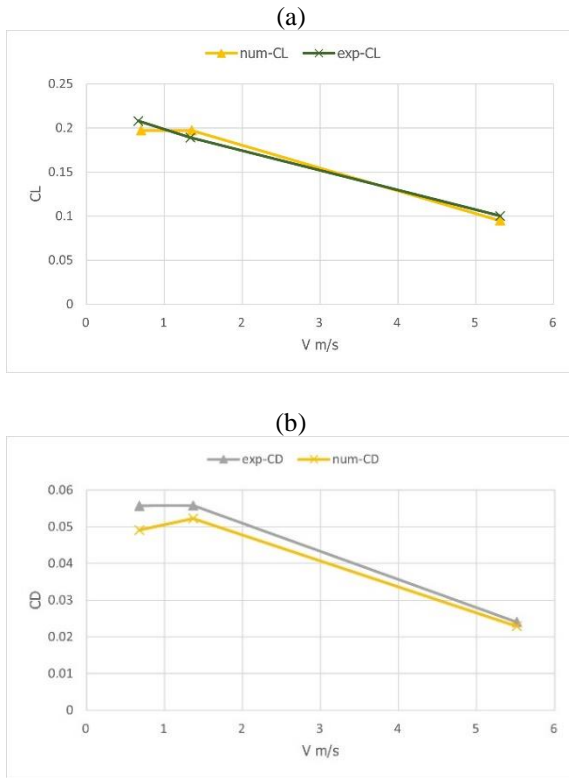 (a)
num-CL exp-CL
0.25
0.2
0.15
CL
0.1
0.05
0
0 1 2 3 4 5 6
V m/s
(b)
exp-CD num-CD
0.06
0.05
0.04
0.03
CD
0.02
0.01
0
0 1 2 3 4 5 6
V m/s